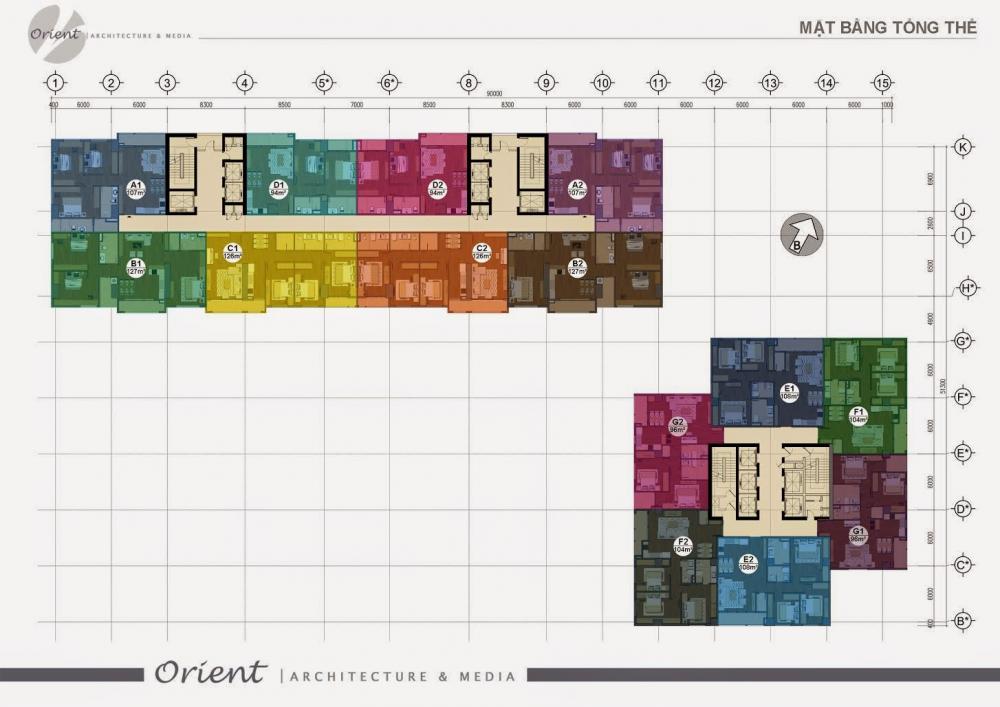 Orient | ARCHITECTURE & MEDIA
MẶT BẰNG TỔNG THỂ
1 2 3 4 5* 6* 8 9 10 11 12 13 14 15
90000
400 6000 6000 8300 8500 7000 8500 8300 6000 6000 6000 6000 6000 6000 1000
K
J
I
H*
G*
F*
E*
D*
C*
B*
6900
2600
6500
4900
6000
6000
6000
6000
6000
400
51300
A1
107m²
D1
94m²
D2
94m²
A2
107m²
B1
127m²
C1
126m²
C2
126m²
B2
127m²
B
E1
108m²
F1
104m²
G2
96m²
G1
96m²
F2
104m²
E2
108m²
Orient | ARCHITECTURE & MEDIA